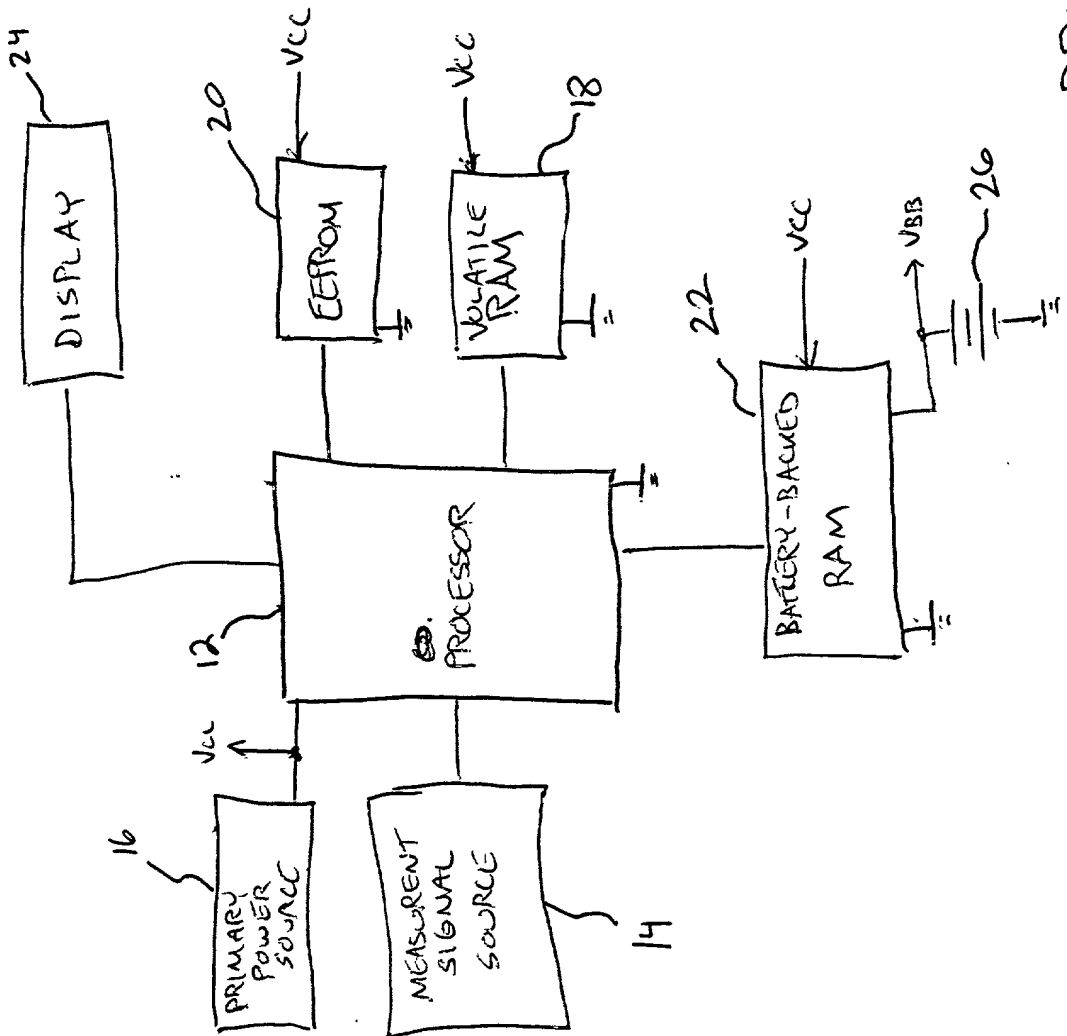 24
DISPLAY
20
VCC
EEPROM
VCC
18
VOLATILE
RAM
16
PRIMARY
POWER
SOURCE
VCC
12
PROCESSOR
MEASURENT
SIGNAL
SOURCE
14
22
VCC
BATTERY-BACKED
RAM
VBB
26